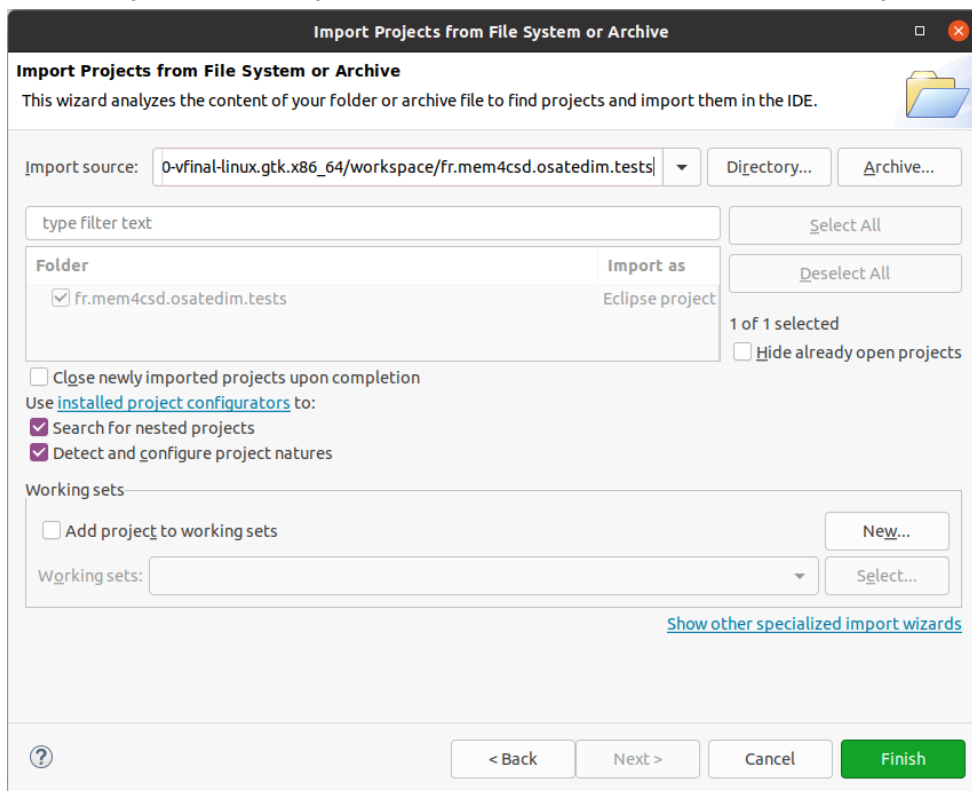 Import Projects from File System or Archive
Import Projects from File System or Archive
This wizard analyzes the content of your folder or archive file to find projects and import them in the IDE.
Import source: 0-vfinal-linux.gtk.x86_64/workspace/fr.mem4csd.osatedim.tests Directory... Archive...
type filter text Select All
Folder Import as
Deselect All
fr.mem4csd.osatedim.tests Eclipse project
1 of 1 selected
Hide already open projects
Close newly imported projects upon completion
Use installed project configurators to:
Search for nested projects
Detect and configure project natures
Working sets
Add project to working sets New...
Working sets: Select...
Show other specialized import wizards
? < Back Next > Cancel Finish